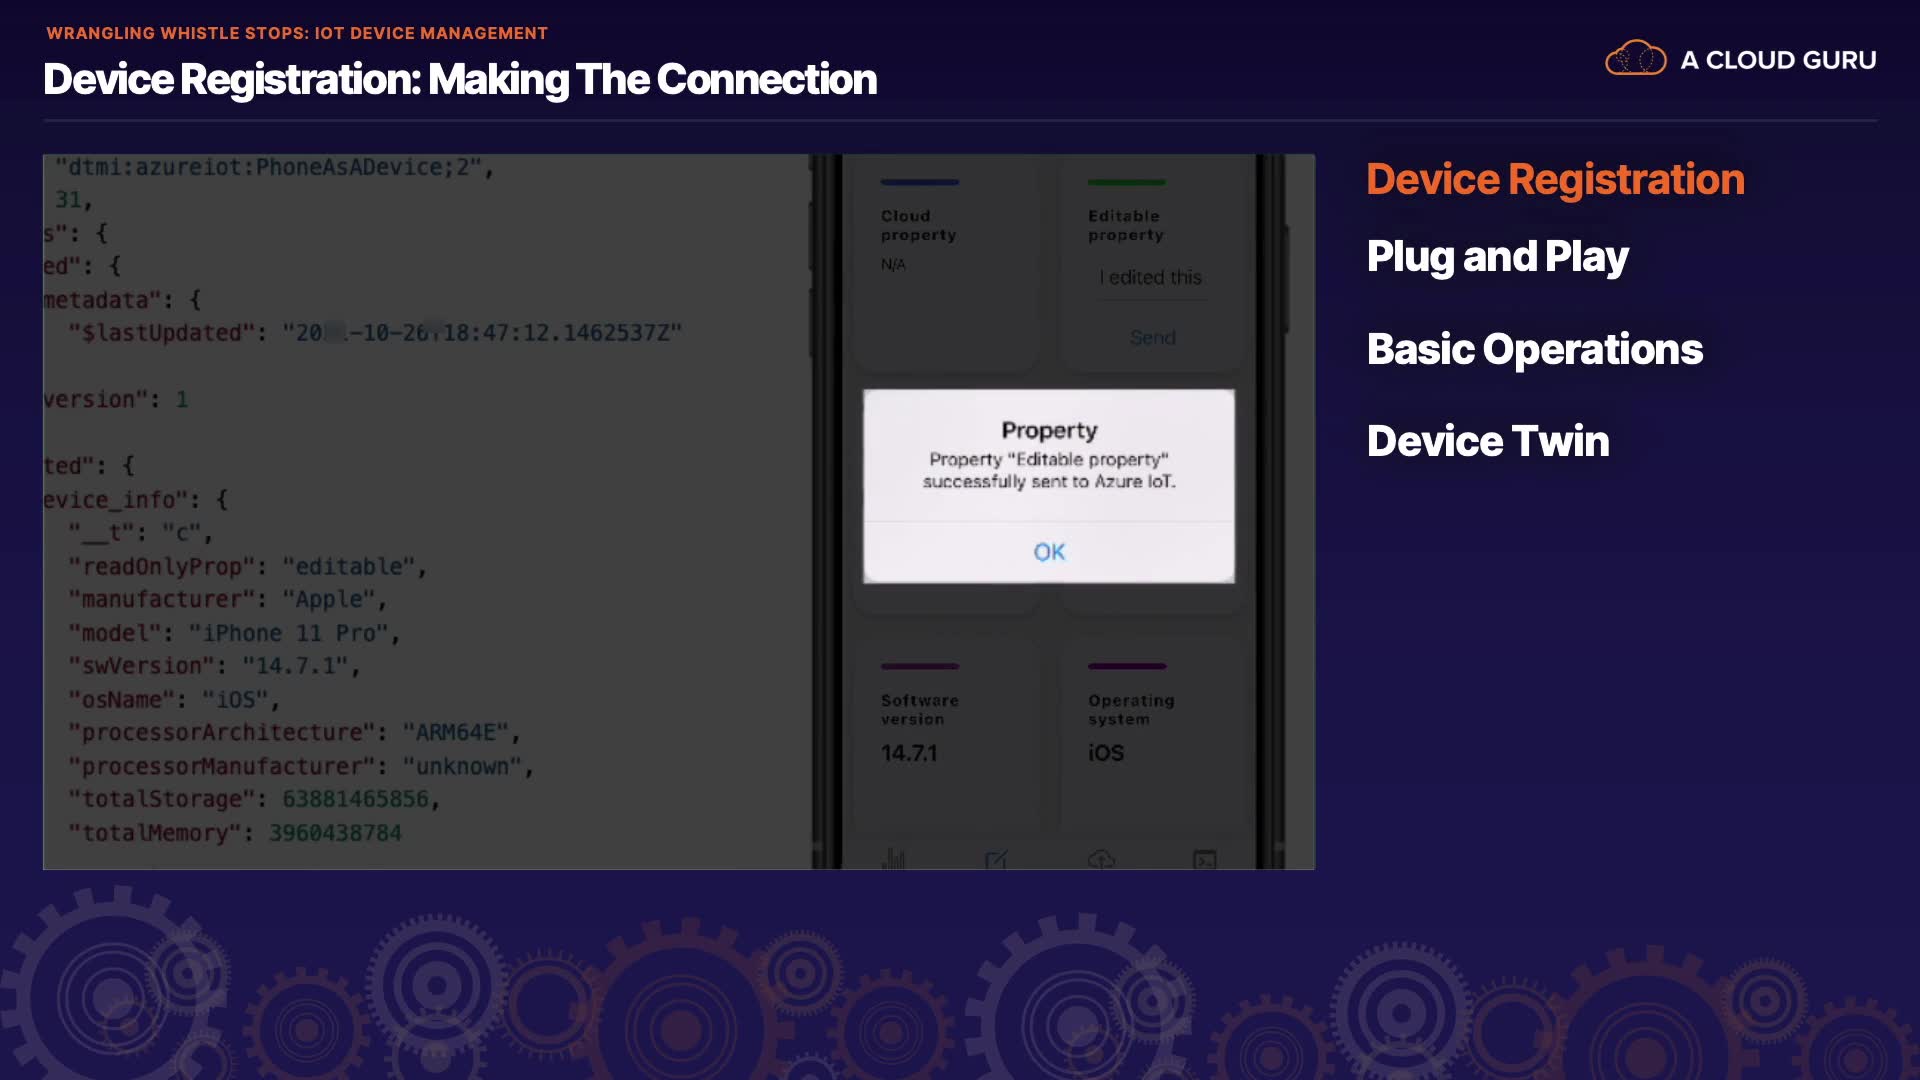 WRANGLING WHISTLE STOPS: IOT DEVICE MANAGEMENT
Device Registration: Making The Connection
A CLOUD GURU
"dtmi:azureiot:PhoneAsADevice;2",
31,
s": {
ed": {
metadata": {
"$lastUpdated": "20 -10-26 18:47:12.1462537Z"
version": 1
ted": {
evice_info": {
"__t": "c",
"readOnlyProp": "editable",
"manufacturer": "Apple",
"model": "iPhone 11 Pro",
"swVersion": "14.7.1",
"osName": "iOS",
"processorArchitecture": "ARM64E",
"processorManufacturer": "unknown",
"totalStorage": 63881465856,
"totalMemory": 3960438784
Cloud
property
N/A
Editable
property
I edited this
Send
Property
Property "Editable property"
successfully sent to Azure IoT.
OK
Software
version
14.7.1
Operating
system
iOS
Device Registration
Plug and Play
Basic Operations
Device Twin